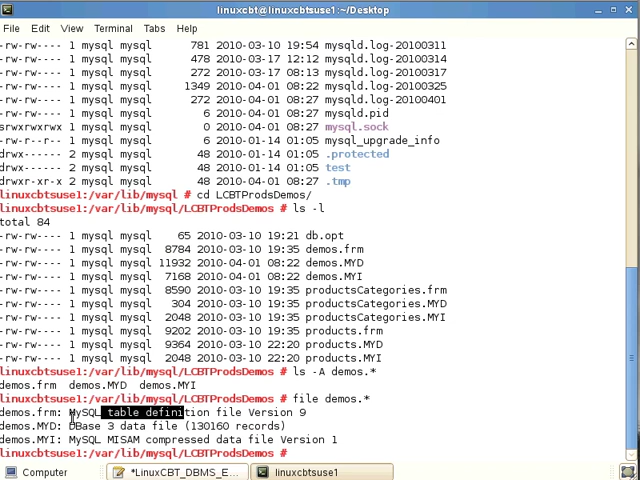 linuxcbt@linuxcbtsuse1:~/Desktop
File Edit View Terminal Tabs Help
-rw-rw---- 1 mysql mysql 781 2010-03-10 19:54 mysqld.log-20100311
-rw-rw---- 1 mysql mysql 478 2010-03-17 12:12 mysqld.log-20100314
-rw-rw---- 1 mysql mysql 272 2010-03-17 08:13 mysqld.log-20100317
-rw-rw---- 1 mysql mysql 1349 2010-04-01 08:22 mysqld.log-20100325
-rw-rw---- 1 mysql mysql 272 2010-04-01 08:27 mysqld.log-20100401
-rw-rw---- 1 mysql mysql 6 2010-04-01 08:27 mysqld.pid
srwxrwxrwx 1 mysql mysql 0 2010-04-01 08:27 mysql.sock
-rw-r--r-- 1 mysql mysql 6 2010-01-14 01:05 mysql_upgrade_info
drwx------ 2 mysql mysql 48 2010-01-14 01:05 .protected
drwx------ 2 mysql mysql 48 2010-01-14 01:05 test
drwxr-xr-x 2 mysql mysql 48 2010-04-01 08:27 .tmp
linuxcbtsuse1:/var/lib/mysql # cd LCBTProdsDemos/
linuxcbtsuse1:/var/lib/mysql/LCBTProdsDemos # ls -l
total 84
-rw-rw---- 1 mysql mysql 65 2010-03-10 19:21 db.opt
-rw-rw---- 1 mysql mysql 8784 2010-03-10 19:35 demos.frm
-rw-rw---- 1 mysql mysql 11932 2010-04-01 08:22 demos.MYD
-rw-rw---- 1 mysql mysql 7168 2010-04-01 08:22 demos.MYI
-rw-rw---- 1 mysql mysql 8590 2010-03-10 19:35 productsCategories.frm
-rw-rw---- 1 mysql mysql 304 2010-03-10 19:35 productsCategories.MYD
-rw-rw---- 1 mysql mysql 2048 2010-03-10 19:35 productsCategories.MYI
-rw-rw---- 1 mysql mysql 9202 2010-03-10 19:35 products.frm
-rw-rw---- 1 mysql mysql 9364 2010-03-10 22:20 products.MYD
-rw-rw---- 1 mysql mysql 2048 2010-03-10 22:20 products.MYI
linuxcbtsuse1:/var/lib/mysql/LCBTProdsDemos # ls -A demos.*
demos.frm demos.MYD demos.MYI
linuxcbtsuse1:/var/lib/mysql/LCBTProdsDemos # file demos.*
demos.frm: MySQL table definition file Version 9
demos.MYD: DBase 3 data file (130160 records)
demos.MYI: MySQL MISAM compressed data file Version 1
linuxcbtsuse1:/var/lib/mysql/LCBTProdsDemos #
Computer *LinuxCBT_DBMS_E... linuxcbtsuse1